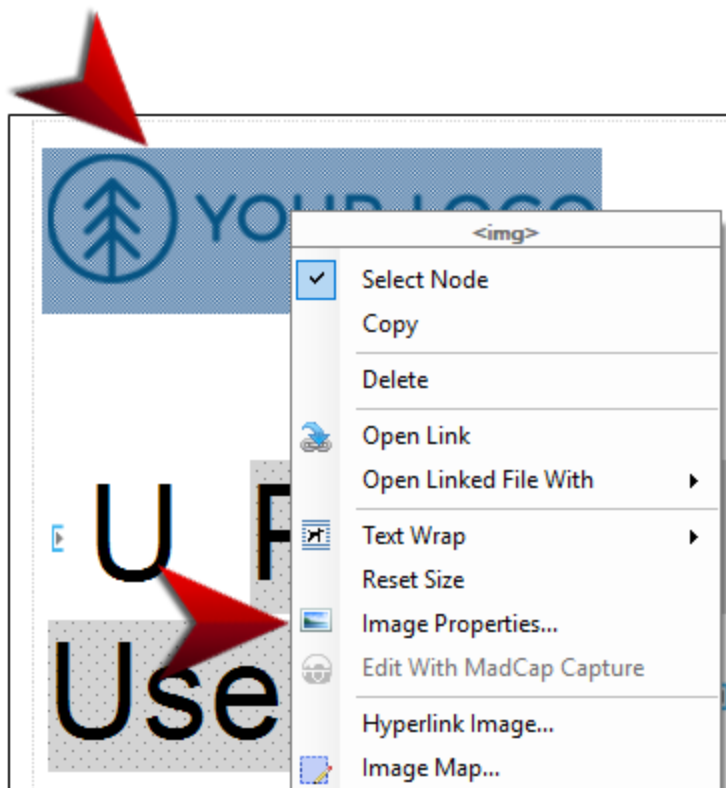 YOUR LOGO
<img>
Select Node
Copy
Delete
Open Link
Open Linked File With
Text Wrap
Reset Size
Image Properties...
Edit With MadCap Capture
Hyperlink Image...
Image Map...
U
Use